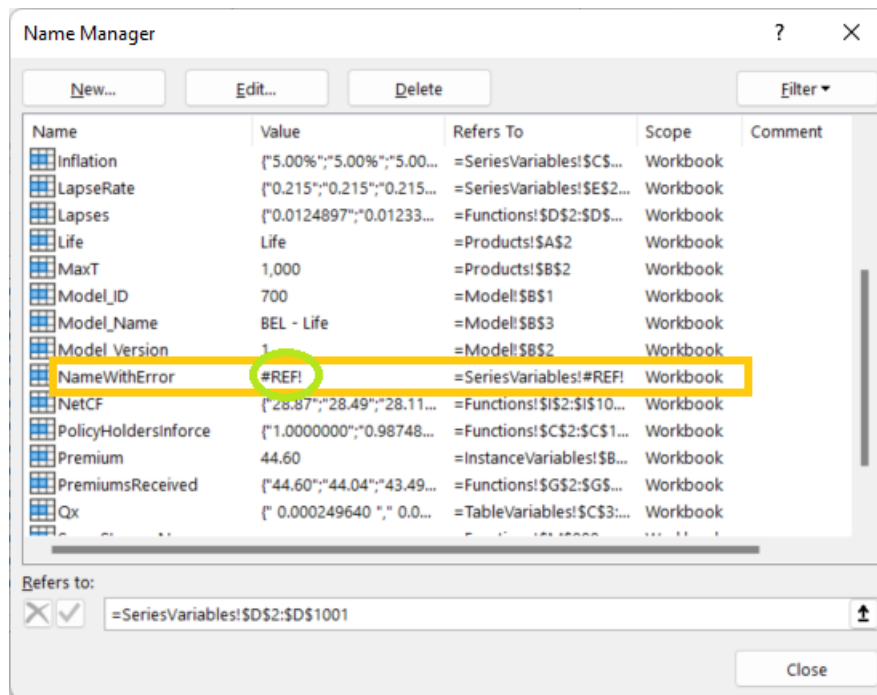 Name Manager ? ×
New... Edit... Delete Filter
Name Value Refers To Scope Comment
Inflation {"5.00%";"5.00%";"5.00... =SeriesVariables!$C$... Workbook
LapseRate {"0.215";"0.215";"0.215... =SeriesVariables!$E$2... Workbook
Lapses {"0.0124897";"0.01233... =Functions!$D$2:$D$... Workbook
Life Life =Products!$A$2 Workbook
MaxT 1,000 =Products!$B$2 Workbook
Model_ID 700 =Model!$B$1 Workbook
Model_Name BEL - Life =Model!$B$3 Workbook
Model_Version 1 =Model!$B$2 Workbook
NameWithError #REF! =SeriesVariables!#REF! Workbook
NetCF {"28.87";"28.49";"28.11... =Functions!$I$2:$I$10... Workbook
PolicyHoldersInforce {"1.0000000";"0.98748... =Functions!$C$2:$C$1... Workbook
Premium 44.60 =InstanceVariables!$B... Workbook
PremiumsReceived {"44.60";"44.04";"43.49... =Functions!$G$2:$G$... Workbook
Qx {" 0.000249640 "," 0.0... =TableVariables!$C$3:... Workbook
Refers to:
=SeriesVariables!$D$2:$D$1001
Close